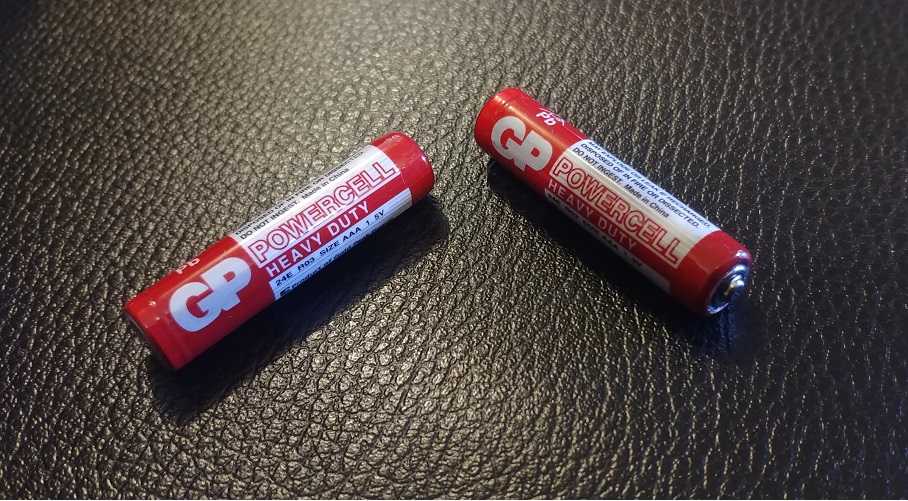 Pb
GP
DO NOT INGEST. Made in China
POWERCELL
HEAVY DUTY
24E R03 SIZE AAA 1.5V
Pb
GP
DISPOSED OF IN FIRE OR DISSECTED.
DO NOT INGEST. Made in China
POWERCELL
HEAVY DUTY